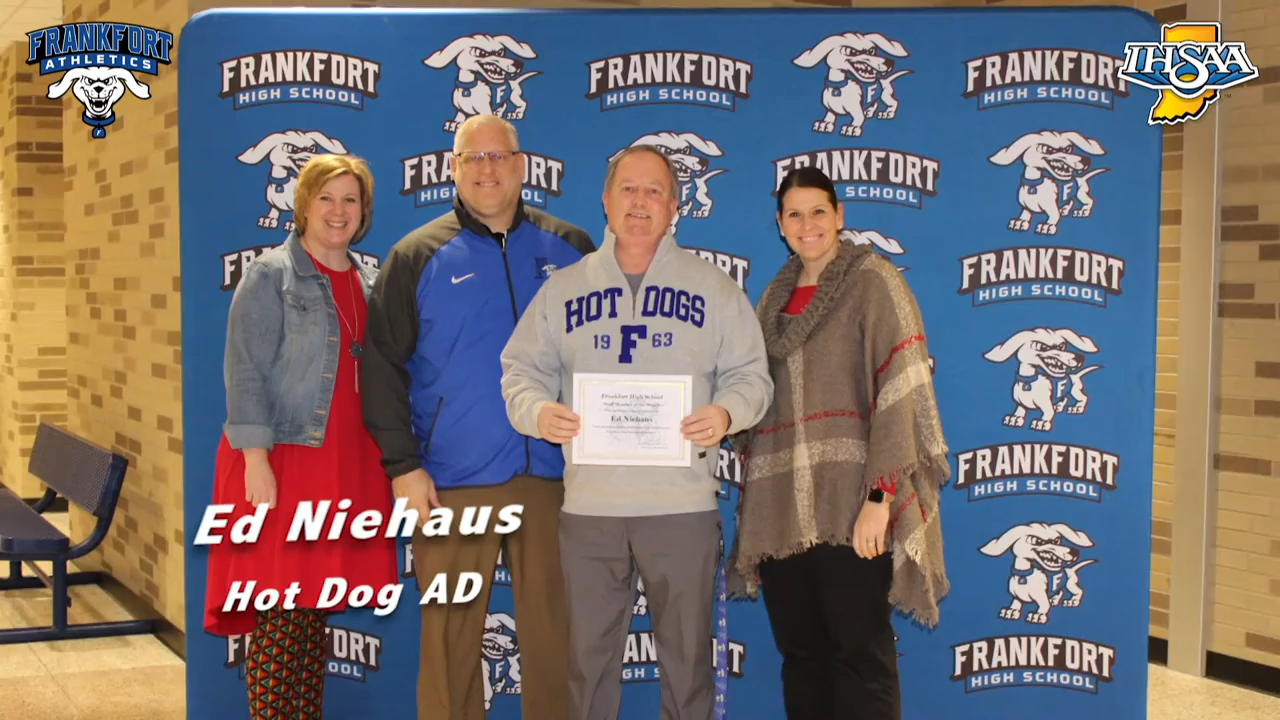 FRANKFORT
ATHLETICS
IHSAA
FRANKFORT
HIGH SCHOOL
FRANKFORT
HIGH SCHOOL
FRANKFORT
HIGH SCHOOL
FRANKFORT
HIGH SCHOOL
FRANKFORT
HIGH SCHOOL
HOT DOGS
19 F 63
Frankfort High School
Ed Niehaus
FRANKFORT
HIGH SCHOOL
FRANKFORT
HIGH SCHOOL
Ed Niehaus
Hot Dog AD
FRANKFORT
HIGH SCHOOL